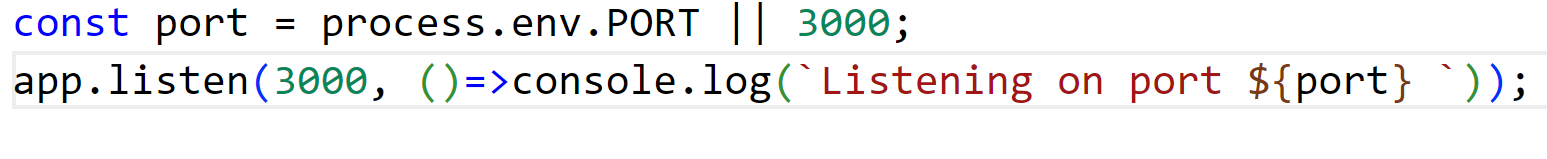 const port = process.env.PORT || 3000;
app.listen(3000, ()=>console.log(`Listening on port ${port} `));